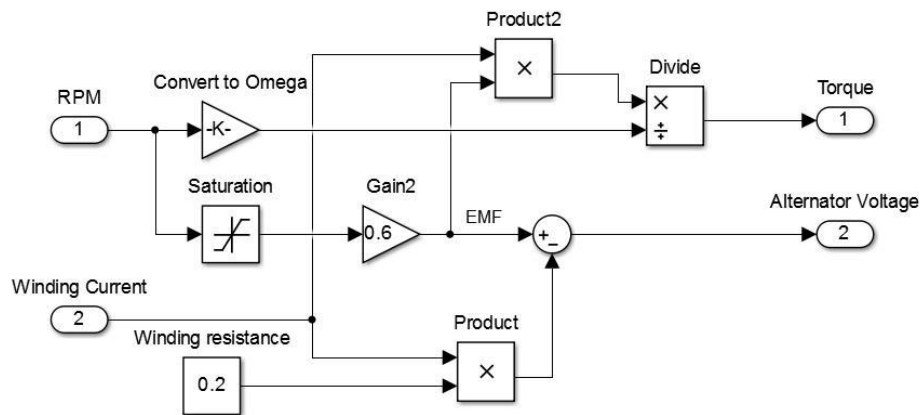 Product2
Convert to Omega
Divide
RPM
Torque
×
×
÷
1
-K-
1
Saturation
Gain2
EMF
Alternator Voltage
0.6
+
-
2
Winding Current
2
Winding resistance
Product
0.2
×